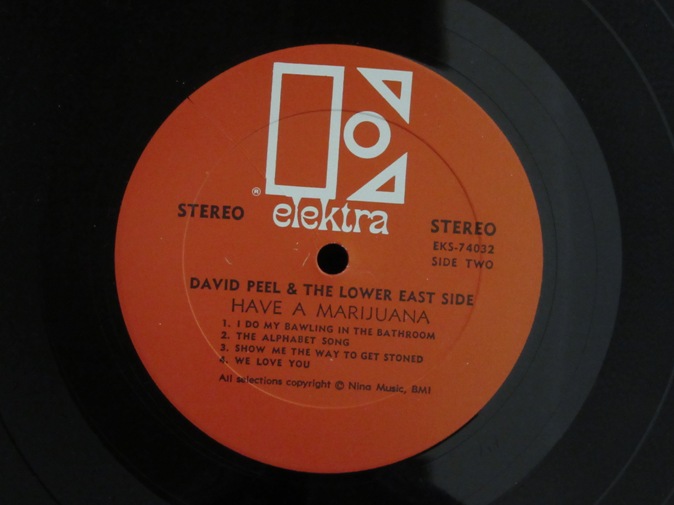 ®
elektra
STEREO
STEREO
EKS-74032
SIDE TWO
DAVID PEEL & THE LOWER EAST SIDE
HAVE A MARIJUANA
1. I DO MY BAWLING IN THE BATHROOM
2. THE ALPHABET SONG
3. SHOW ME THE WAY TO GET STONED
4. WE LOVE YOU
All selections copyright © Nina Music, BMI